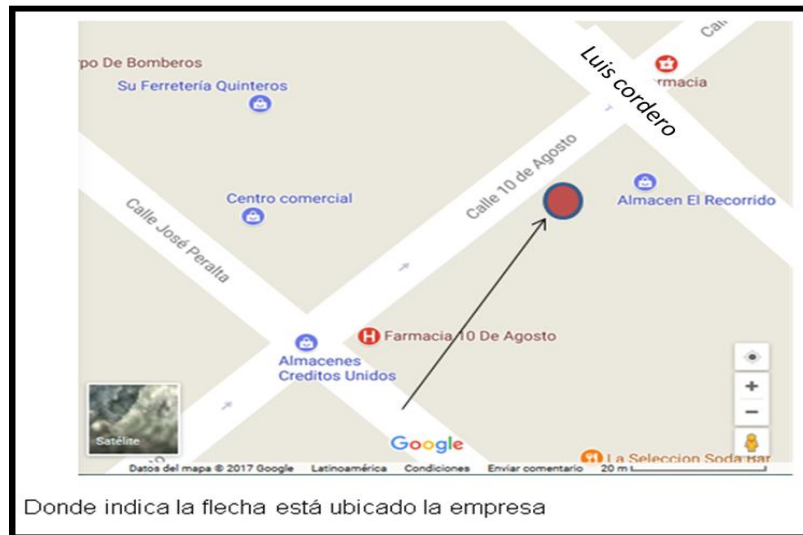 rpo De Bomberos
Su Ferretería Quinteros
Luis cordero
rmacia
Calle 10 de Agosto
Centro comercial
Almacen El Recorrido
Calle José Peralta
Farmacia 10 De Agosto
Almacenes
Creditos Unidos
Satélite
Google
La Seleccion Soda Bar
Datos del mapa © 2017 Google Latinoamérica Condiciones Enviar comentario 20 m
Donde indica la flecha está ubicado la empresa